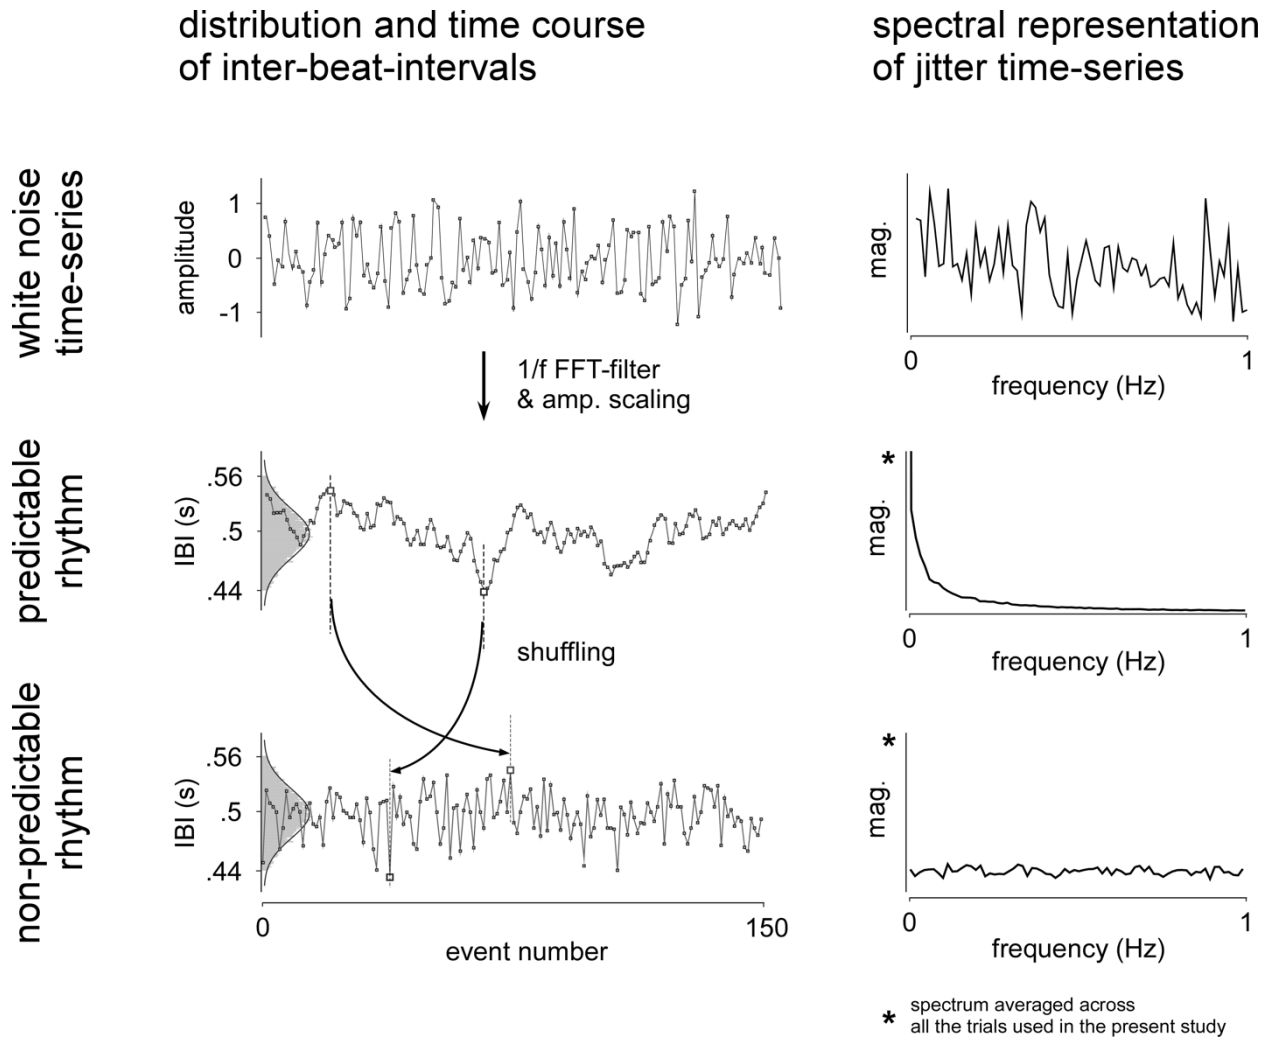 distribution and time course
of inter-beat-intervals
spectral representation
of jitter time-series
white noise
time-series
amplitude
1
0
-1
mag.
0
1
frequency (Hz)
1/f FFT-filter
& amp. scaling
predictable
rhythm
IBI (s)
.56
.5
.44
*
mag.
0
1
frequency (Hz)
shuffling
non-predictable
rhythm
IBI (s)
.56
.5
.44
0
150
event number
*
mag.
0
1
frequency (Hz)
* spectrum averaged across
all the trials used in the present study